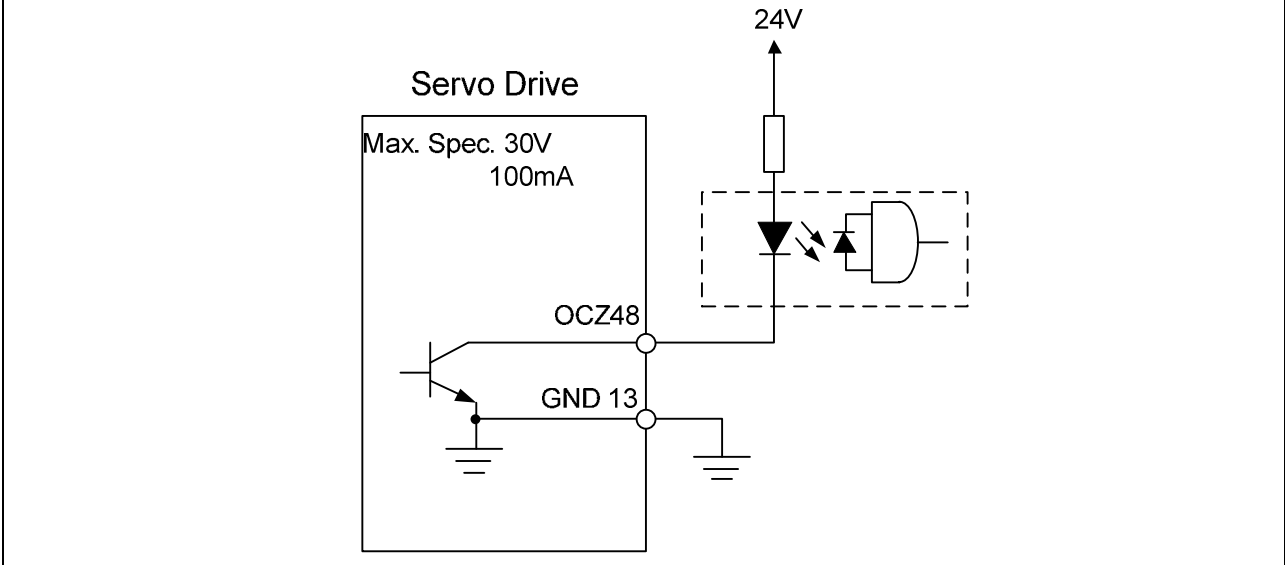 24V
Servo Drive
Max. Spec. 30V
100mA
OCZ48
GND 13